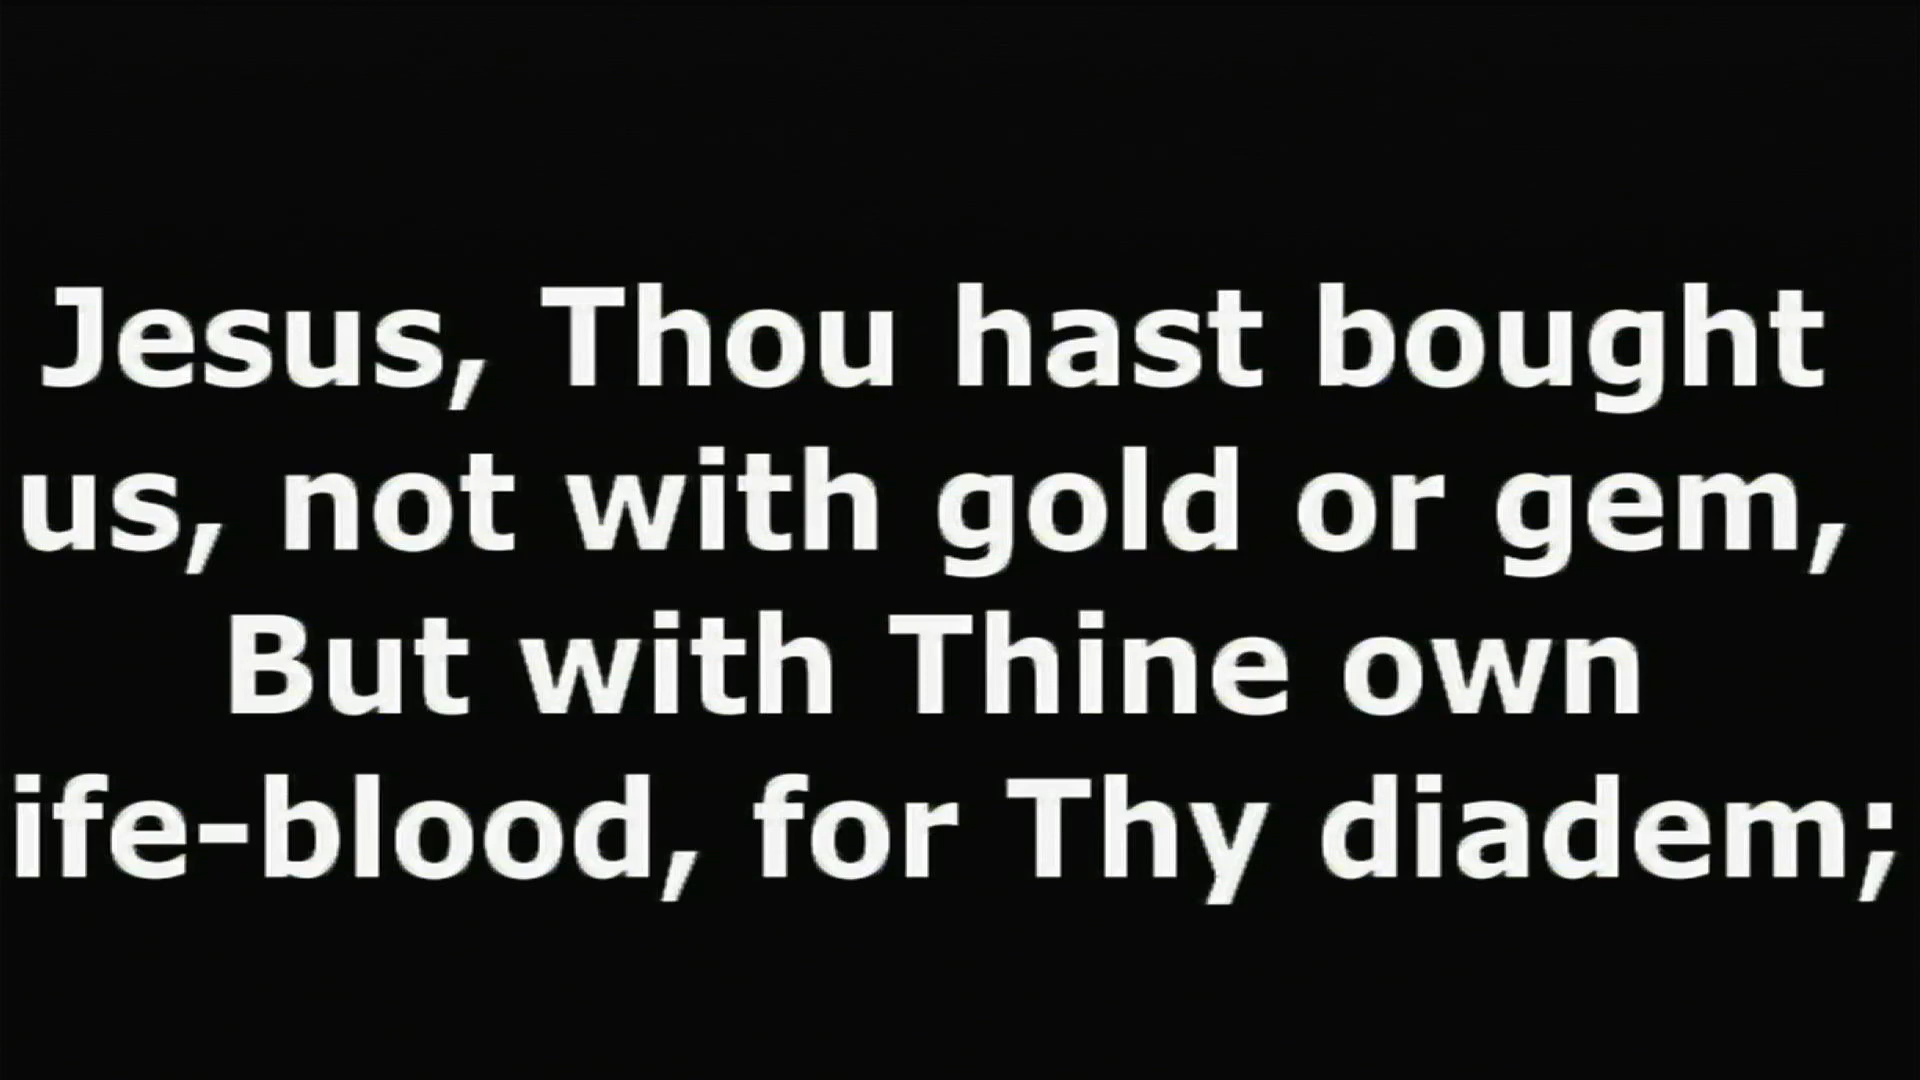 Jesus, Thou hast bought
us, not with gold or gem,
But with Thine own
ife-blood, for Thy diadem;